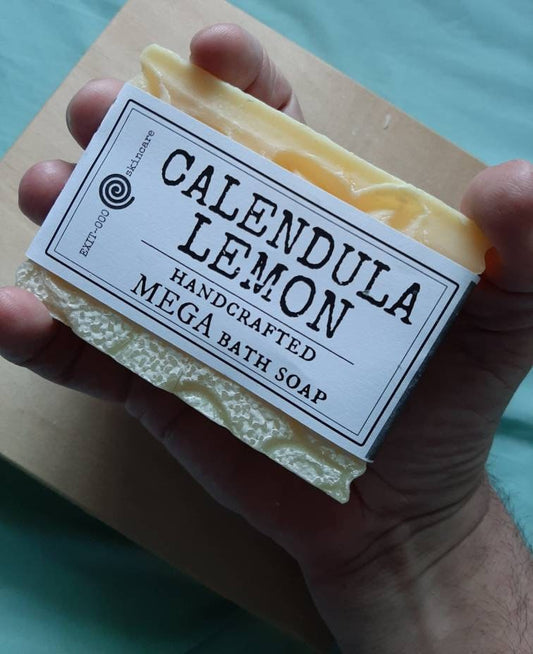 EXIT-000 skincare
CALENDULA
LEMON
HANDCRAFTED
MEGA BATH SOAP